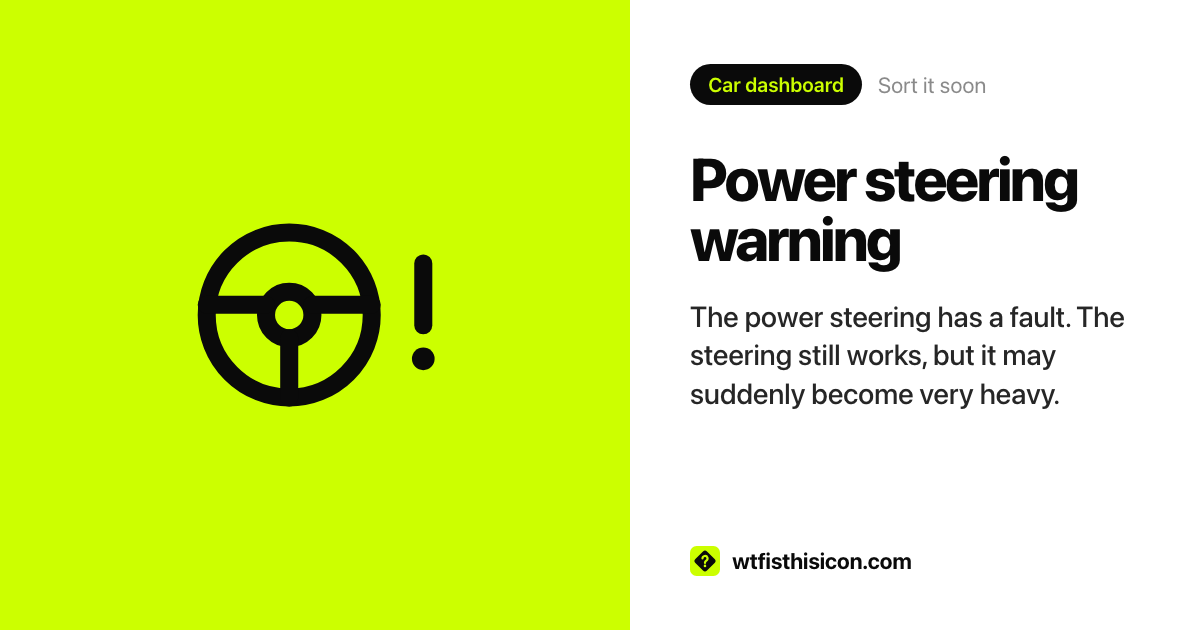 Car dashboard
Sort it soon
Power steering
warning
The power steering has a fault. The
steering still works, but it may
suddenly become very heavy.
wtfisthisicon.com